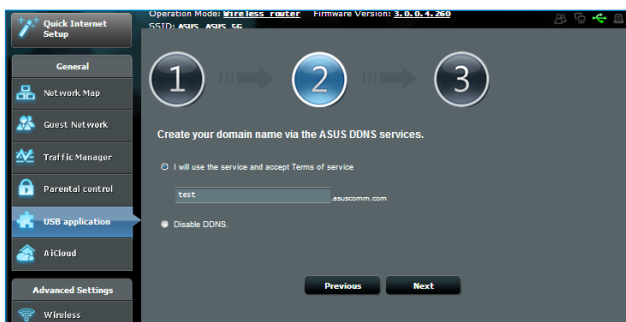 Quick Internet
Setup
Operation Mode: Wireless router Firmware Version: 3.0.0.4.260
SSID: ASUS ASUS_5G
General
Network Map
Guest Network
Traffic Manager
Parental control
USB application
AiCloud
Advanced Settings
Wireless
1
2
3
Create your domain name via the ASUS DDNS services.
I will use the service and accept Terms of service
test .asuscomm.com
Disable DDNS.
Previous Next